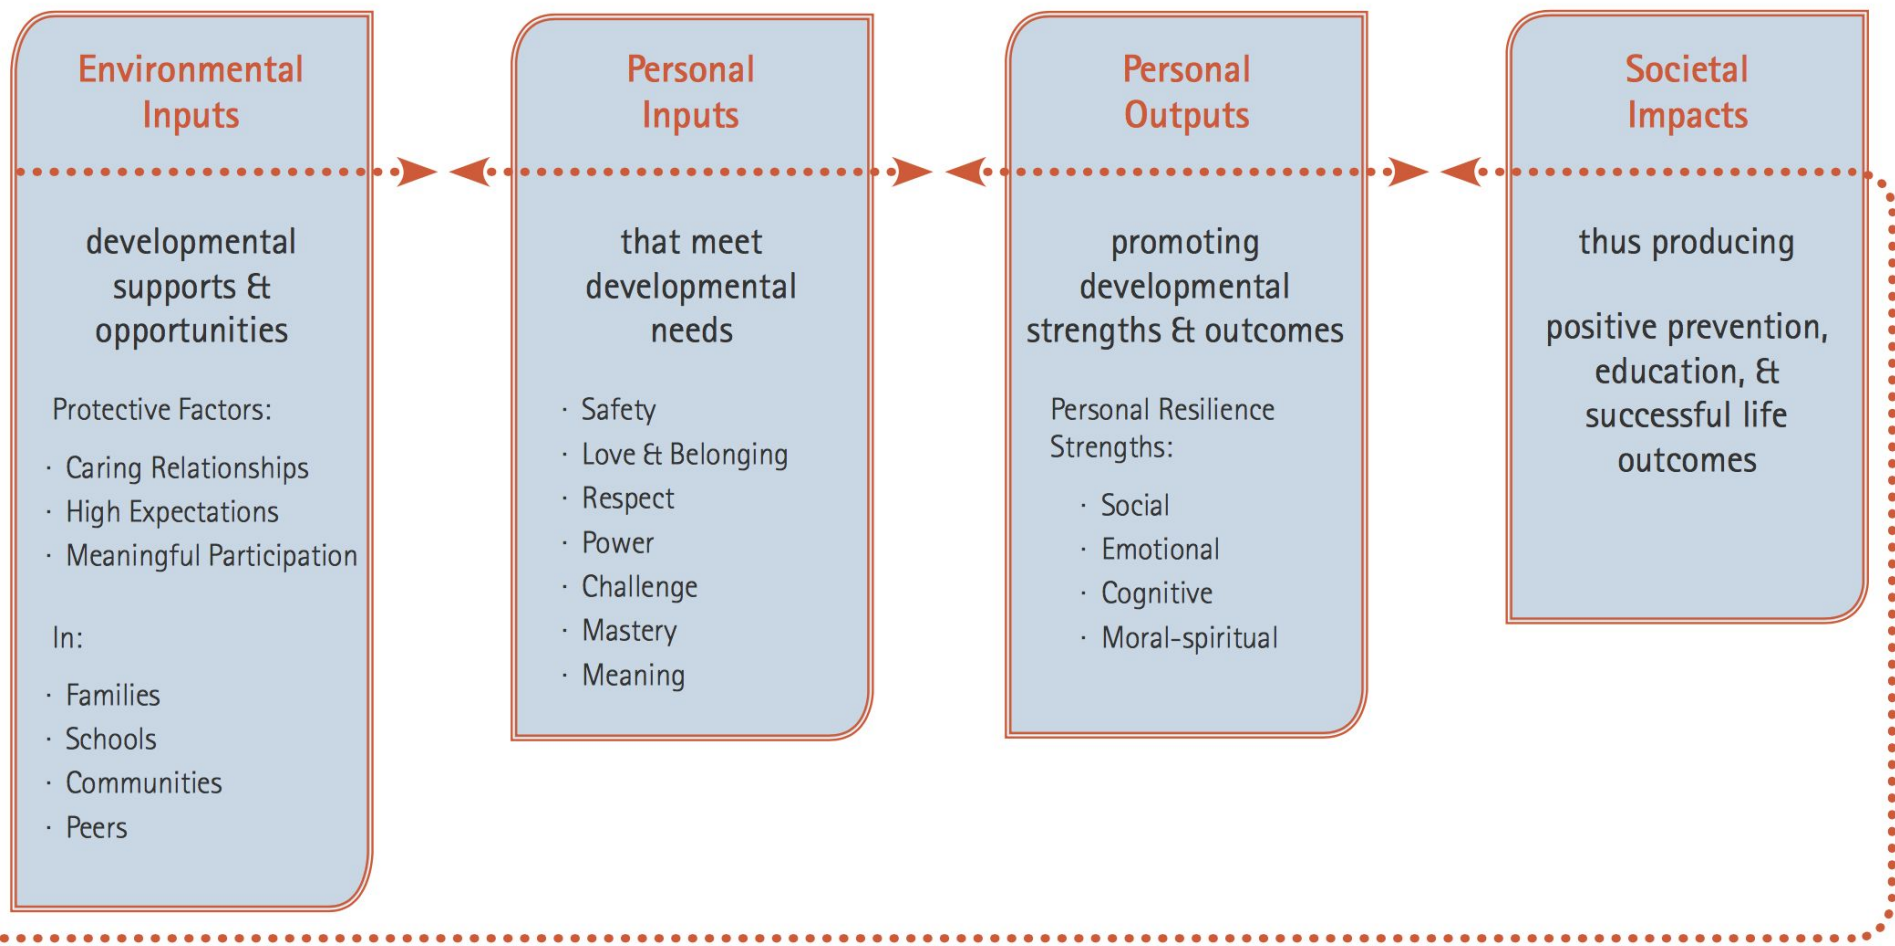 Environmental
Inputs
developmental
supports &
opportunities
Protective Factors:
· Caring Relationships
· High Expectations
· Meaningful Participation
In:
· Families
· Schools
· Communities
· Peers
Personal
Inputs
that meet
developmental
needs
· Safety
· Love & Belonging
· Respect
· Power
· Challenge
· Mastery
· Meaning
Personal
Outputs
promoting
developmental
strengths & outcomes
Personal Resilience
Strengths:
· Social
· Emotional
· Cognitive
· Moral-spiritual
Societal
Impacts
thus producing
positive prevention,
education, &
successful life
outcomes